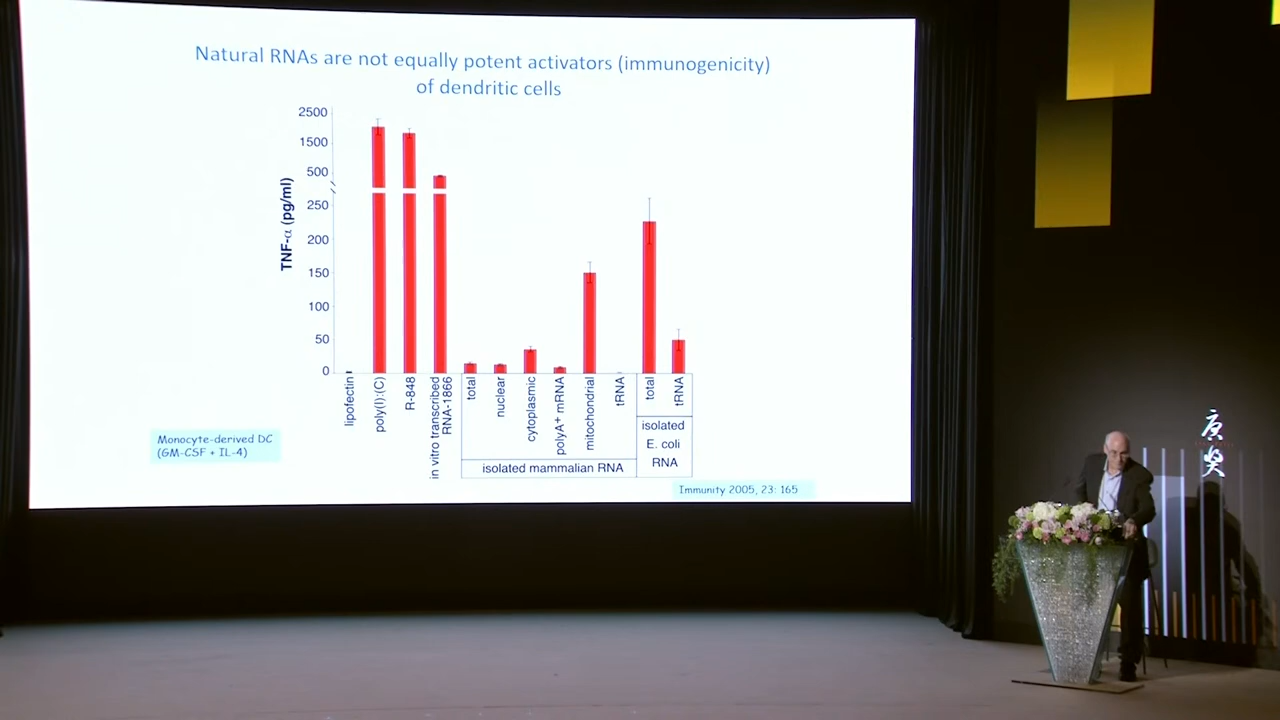 Natural RNAs are not equally potent activators (immunogenicity)
of dendritic cells
TNF-α (pg/ml)
2500
1500
500
250
200
150
100
50
0
lipofectin
poly(I):(C)
R-848
in vitro transcribed
RNA-1866
total
nuclear
cytoplasmic
polyA+ mRNA
mitochondrial
tRNA
total
tRNA
isolated mammalian RNA
isolated
E. coli
RNA
Monocyte-derived DC
(GM-CSF + IL-4)
Immunity 2005, 23: 165